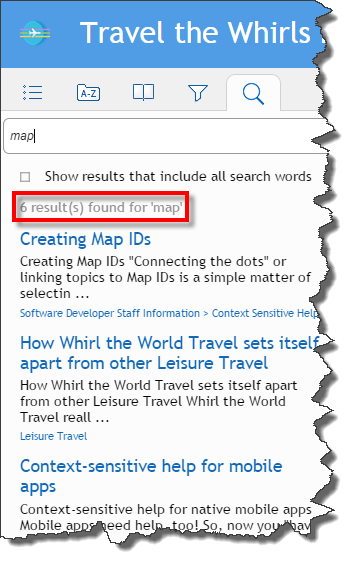 Travel the Whirls
A-Z
map
Show results that include all search words
6 result(s) found for 'map'
Creating Map IDs
Creating Map IDs "Connecting the dots" or
linking topics to Map IDs is a simple matter of
selectin ...
Software Developer Staff Information > Context Sensitive Help
How Whirl the World Travel sets itself
apart from other Leisure Travel
How Whirl the World Travel sets itself apart
from other Leisure Travel Whirl the World
Travel reall ...
Leisure Travel
Context-sensitive help for mobile
apps
Context-sensitive help for native mobile apps
Mobile apps need help, too! So, now you "hav